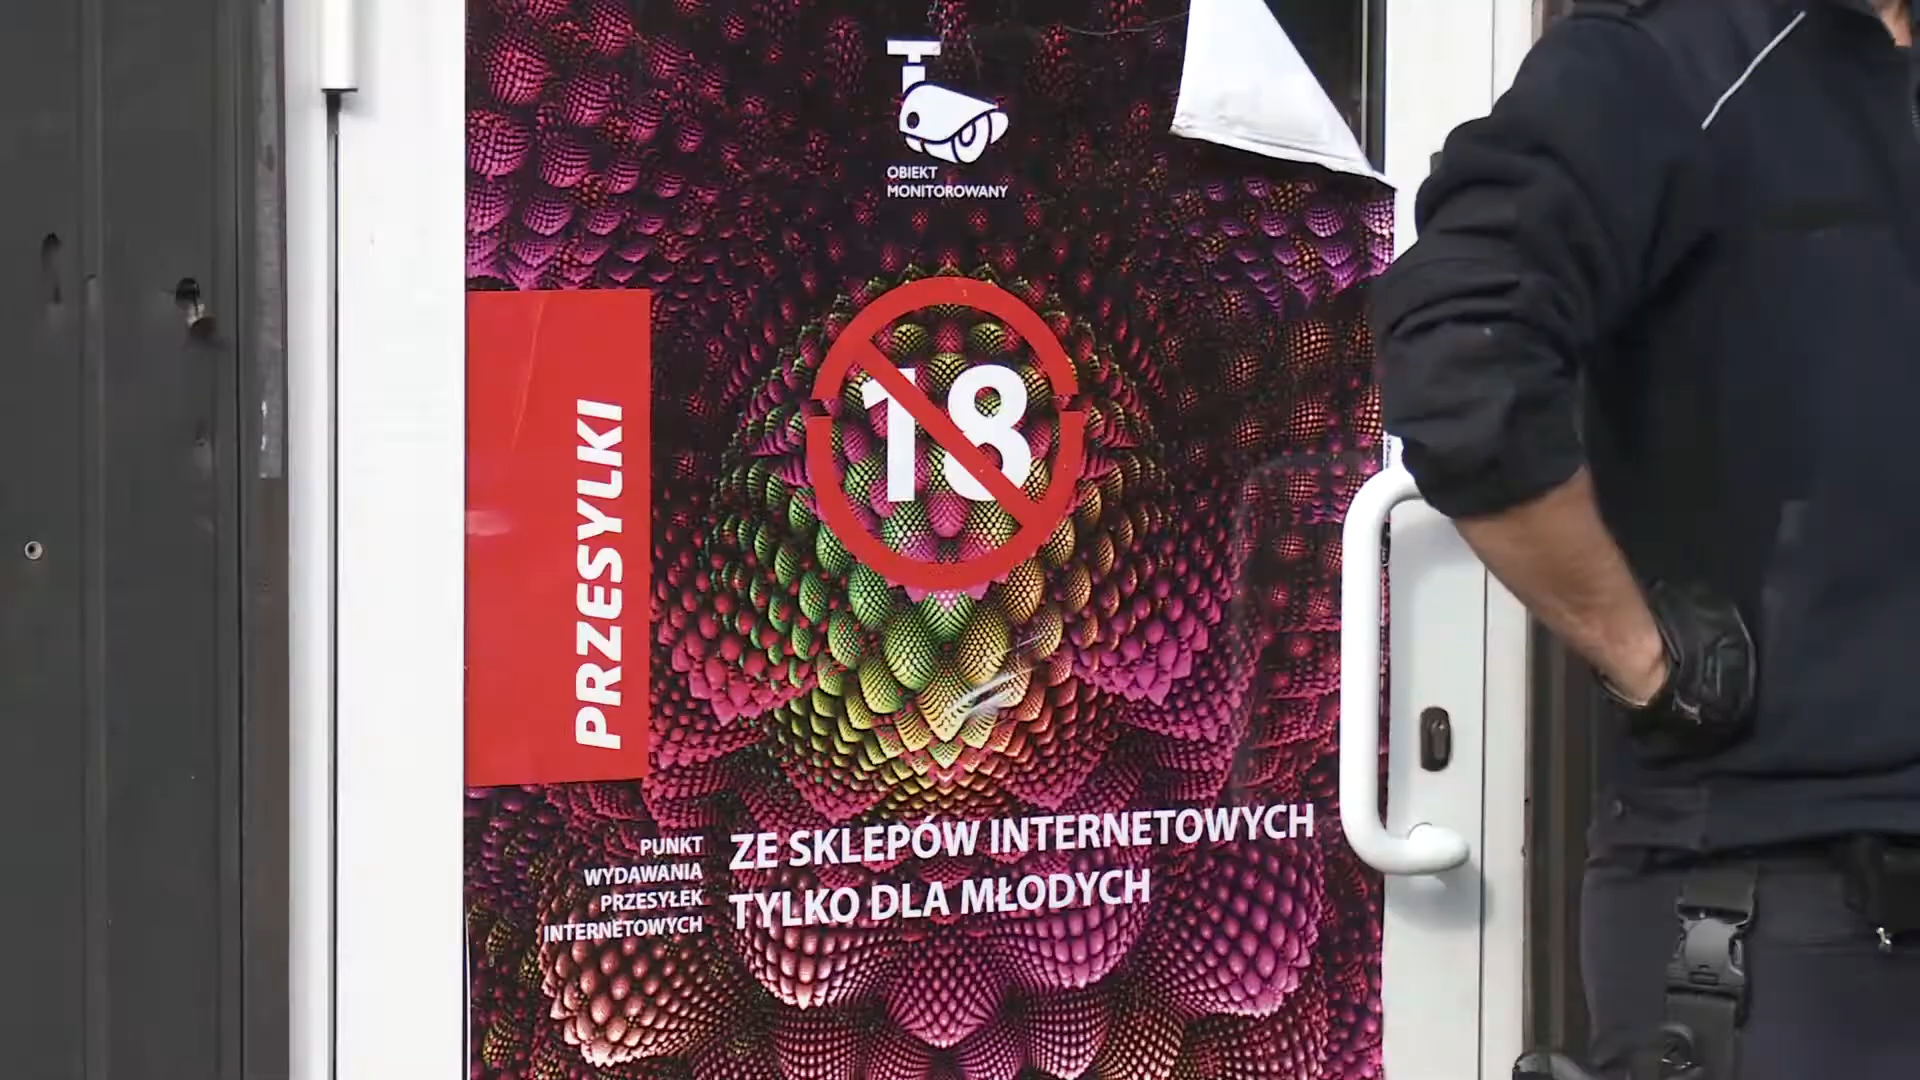 OBIEKT
MONITOROWANY
18
PRZESYLKI
PUNKT
WYDAWANIA
PRZESYŁEK
INTERNETOWYCH
ZE SKLEPÓW INTERNETOWYCH
TYLKO DLA MŁODYCH